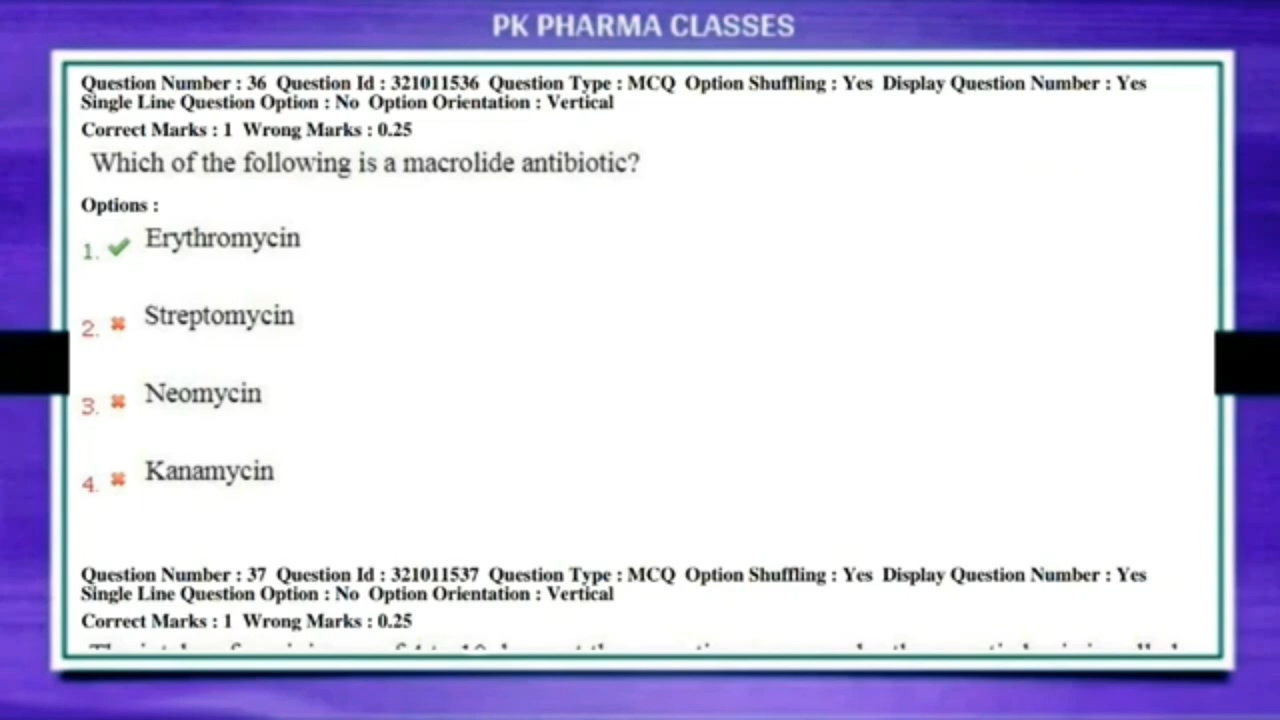 PK PHARMA CLASSES
Question Number : 36 Question Id : 321011536 Question Type : MCQ Option Shuffling : Yes Display Question Number : Yes
Single Line Question Option : No Option Orientation : Vertical
Correct Marks : 1 Wrong Marks : 0.25
Which of the following is a macrolide antibiotic?
Options :
1. Erythromycin
2. Streptomycin
3. Neomycin
4. Kanamycin
Question Number : 37 Question Id : 321011537 Question Type : MCQ Option Shuffling : Yes Display Question Number : Yes
Single Line Question Option : No Option Orientation : Vertical
Correct Marks : 1 Wrong Marks : 0.25